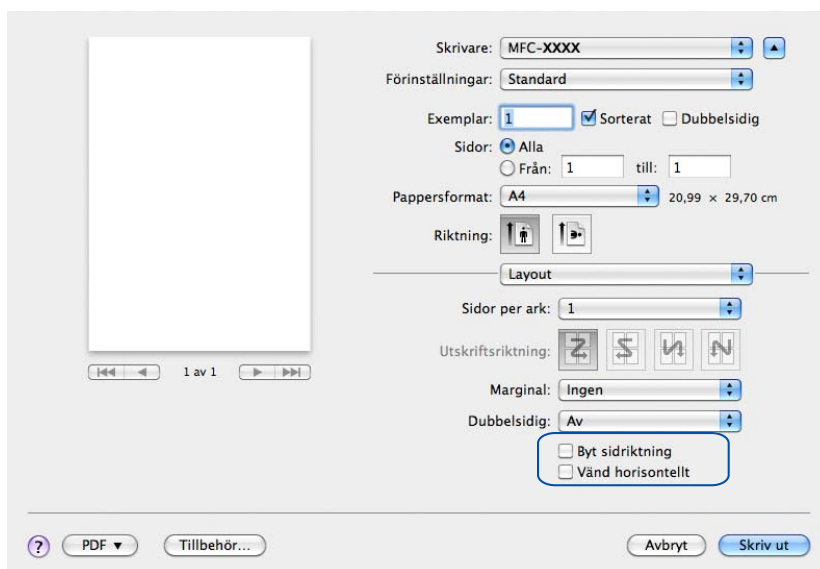 Skrivare: MFC-XXXX
Förinställningar: Standard
Exemplar: 1 Sorterat Dubbelsidig
Sidor: Alla
Från: 1 till: 1
Pappersformat: A4 20,99 × 29,70 cm
Riktning:
Layout
Sidor per ark: 1
Utskriftsriktning:
Marginal: Ingen
Dubbelsidig: Av
Byt sidriktning
Vänd horisontellt
1 av 1
? PDF ▼ Tillbehör... Avbryt Skriv ut